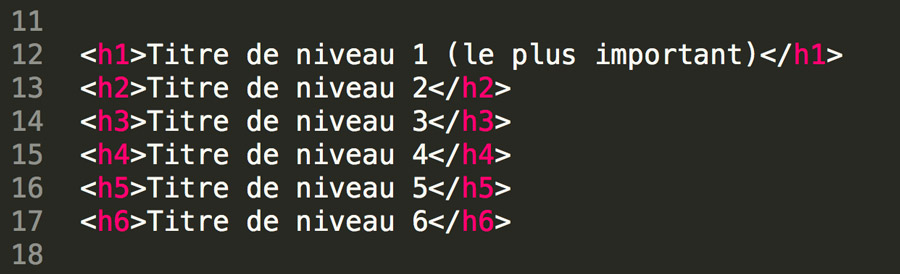 11
12 <h1>Titre de niveau 1 (le plus important)</h1>
13 <h2>Titre de niveau 2</h2>
14 <h3>Titre de niveau 3</h3>
15 <h4>Titre de niveau 4</h4>
16 <h5>Titre de niveau 5</h5>
17 <h6>Titre de niveau 6</h6>
18